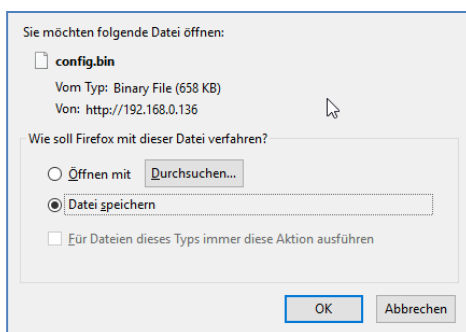 Sie möchten folgende Datei öffnen:
config.bin
Vom Typ: Binary File (658 KB)
Von: http://192.168.0.136
Wie soll Firefox mit dieser Datei verfahren?
Öffnen mit Durchsuchen...
Datei speichern
Für Dateien dieses Typs immer diese Aktion ausführen
OK Abbrechen